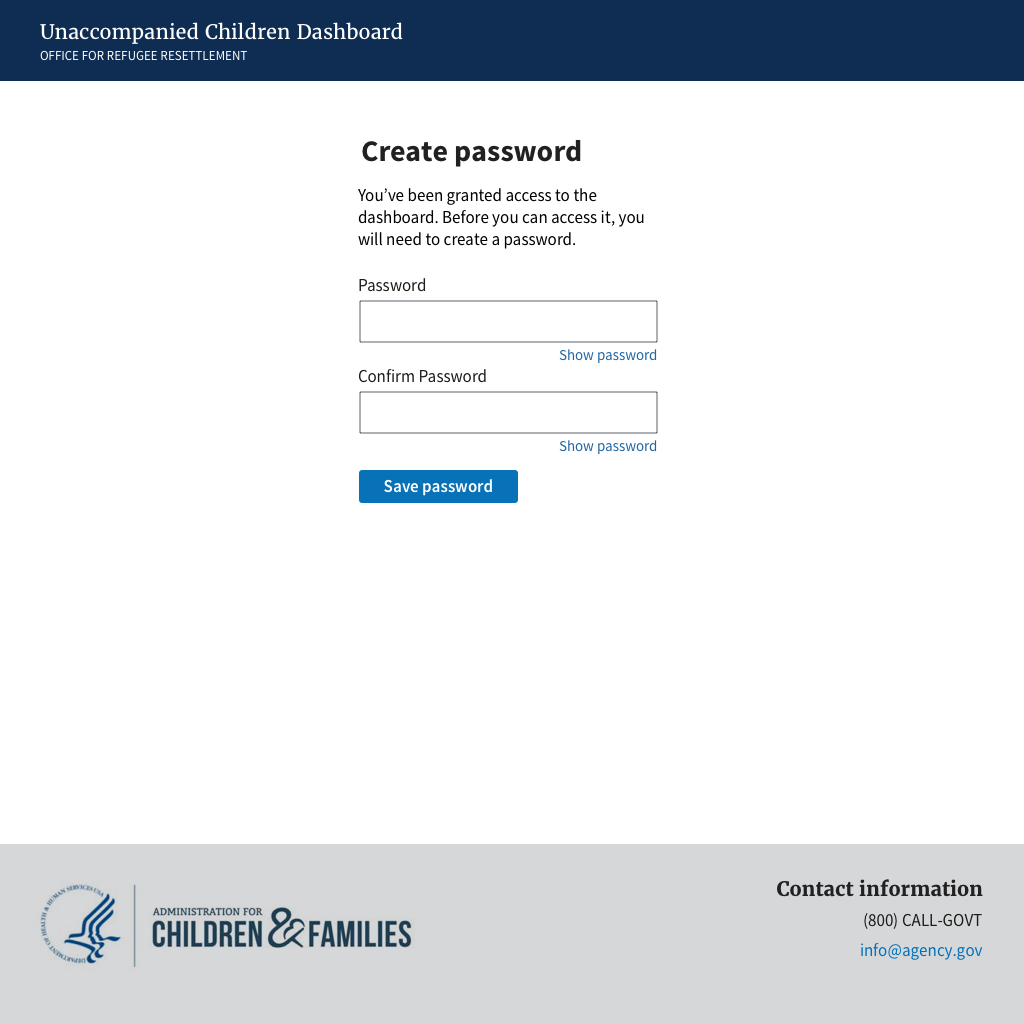 Unaccompanied Children Dashboard
OFFICE FOR REFUGEE RESETTLEMENT
Create password
You’ve been granted access to the
dashboard. Before you can access it, you
will need to create a password.
Password
Show password
Confirm Password
Show password
Save password
DEPARTMENT OF HEALTH & HUMAN SERVICES USA
ADMINISTRATION FOR
CHILDREN & FAMILIES
Contact information
(800) CALL-GOVT
info@agency.gov